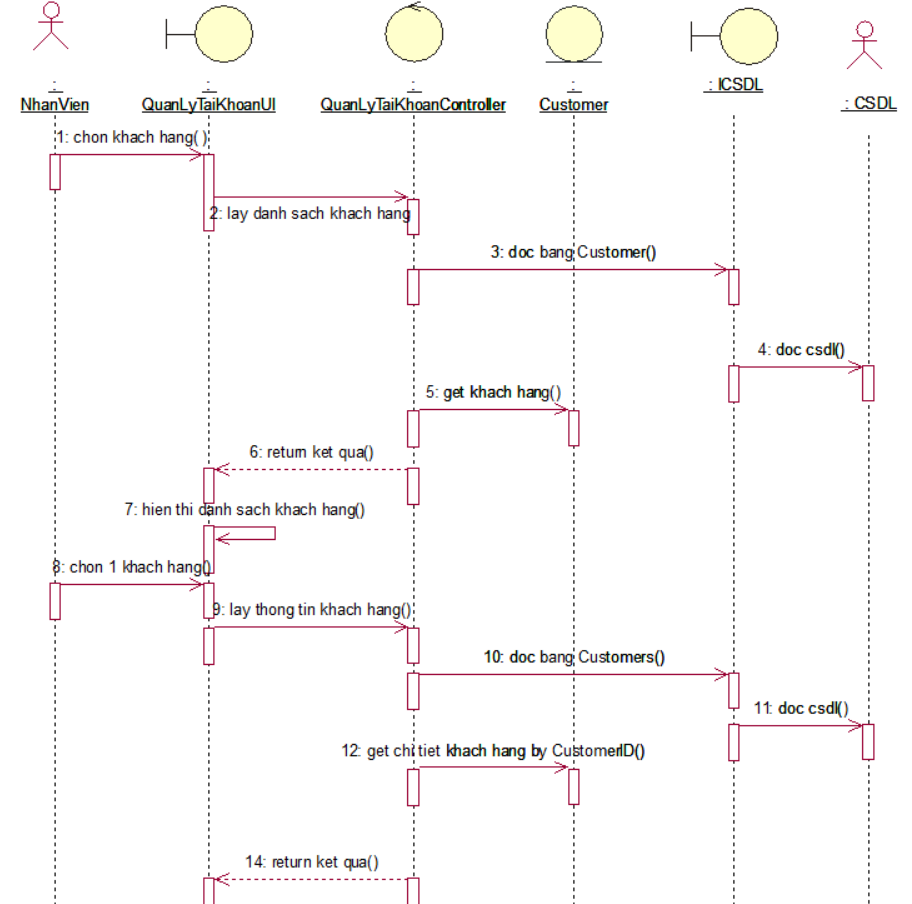 :
NhanVien
:
QuanLyTaiKhoanUI
:
QuanLyTaiKhoanController
:
Customer
: ICSDL
: CSDL
1: chon khach hang( )
2: lay danh sach khach hang
3: doc bang Customer()
4: doc csdl()
5: get khach hang()
6: return ket qua()
7: hien thi danh sach khach hang()
8: chon 1 khach hang()
9: lay thong tin khach hang()
10: doc bang Customers()
11: doc csdl()
12: get chi tiet khach hang by CustomerID()
14: return ket qua()